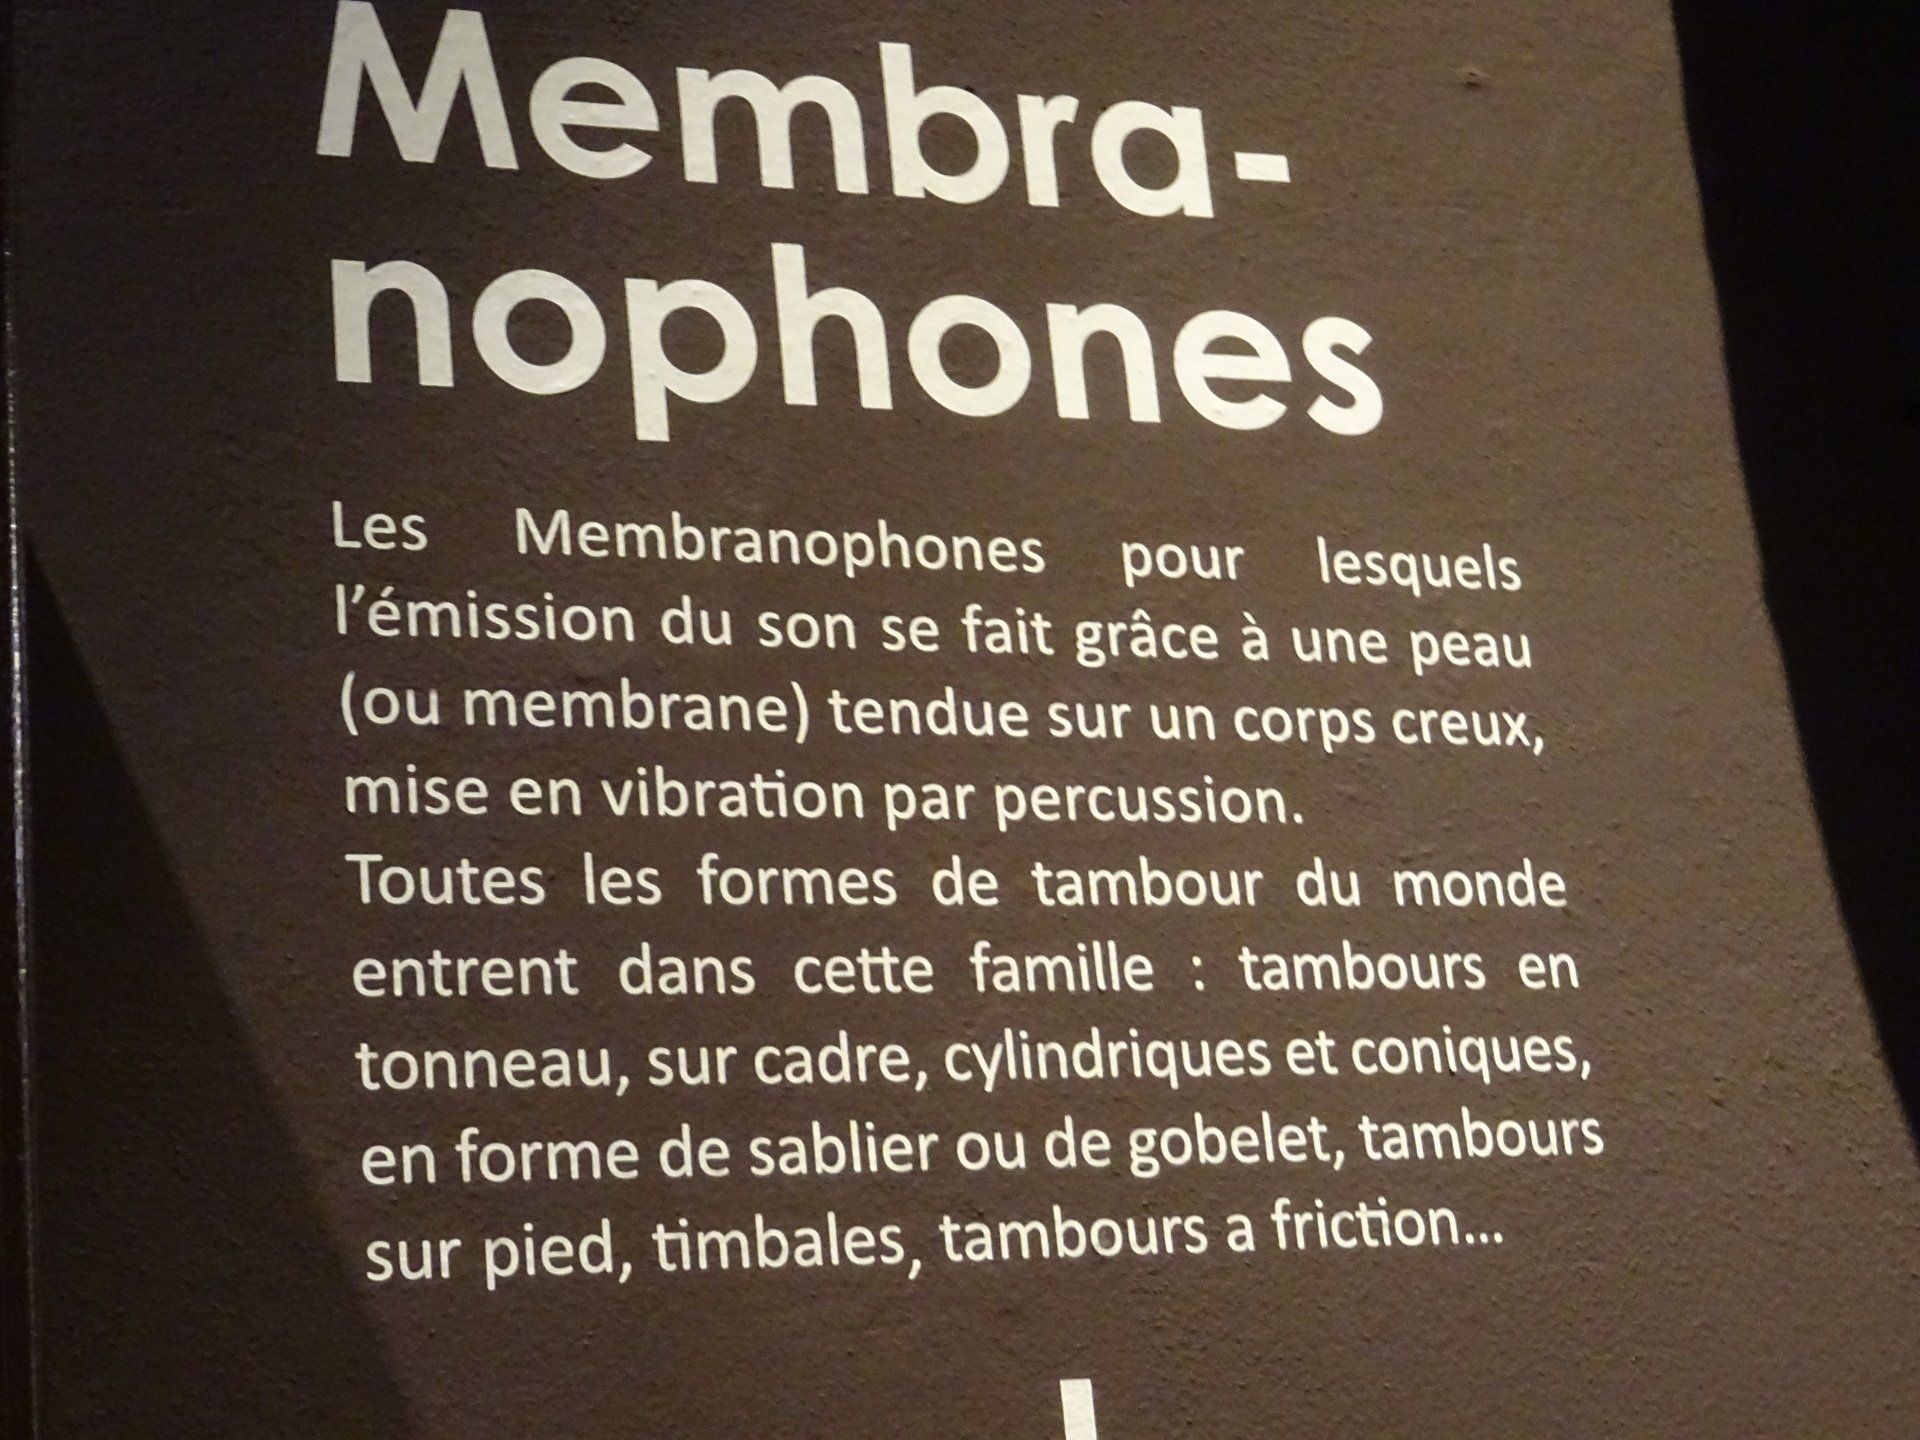 Membra-
nophones
Les Membranophones pour lesquels
l’émission du son se fait grâce à une peau
(ou membrane) tendue sur un corps creux,
mise en vibration par percussion.
Toutes les formes de tambour du monde
entrent dans cette famille : tambours en
tonneau, sur cadre, cylindriques et coniques,
en forme de sablier ou de gobelet, tambours
sur pied, timbales, tambours a friction...